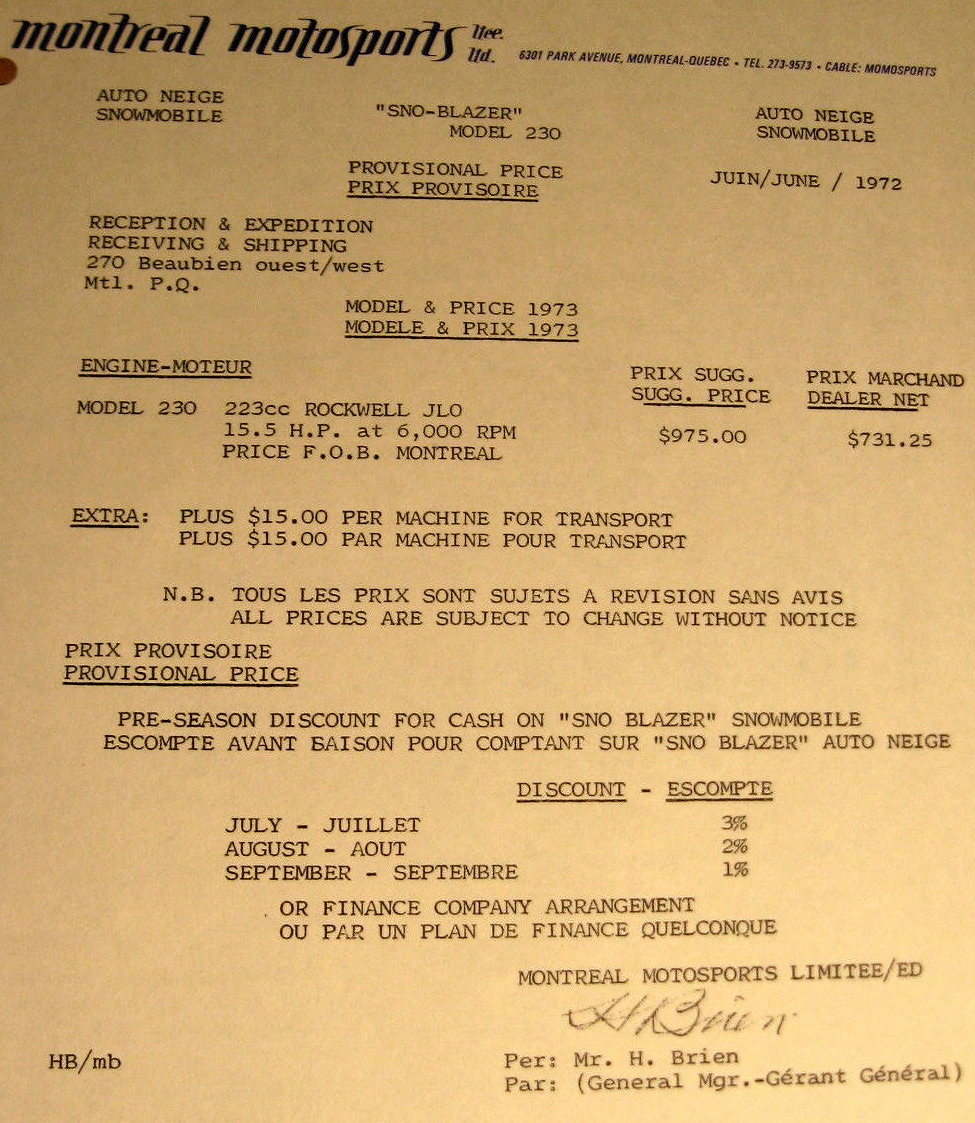 montreal motosports ltee. ltd. 6301 PARK AVENUE, MONTREAL-QUEBEC • TEL. 273-9573 • CABLE: MOMOSPORTS
AUTO NEIGE "SNO-BLAZER" AUTO NEIGE
SNOWMOBILE MODEL 230 SNOWMOBILE
PROVISIONAL PRICE
PRIX PROVISOIRE JUIN/JUNE / 1972
RECEPTION & EXPEDITION
RECEIVING & SHIPPING
270 Beaubien ouest/west
Mtl. P.Q.
MODEL & PRICE 1973
MODELE & PRIX 1973
ENGINE-MOTEUR PRIX SUGG. PRIX MARCHAND
SUGG. PRICE DEALER NET
MODEL 230 223cc ROCKWELL JLO
15.5 H.P. at 6,000 RPM $975.00 $731.25
PRICE F.O.B. MONTREAL
EXTRA: PLUS $15.00 PER MACHINE FOR TRANSPORT
PLUS $15.00 PAR MACHINE POUR TRANSPORT
N.B. TOUS LES PRIX SONT SUJETS A REVISION SANS AVIS
ALL PRICES ARE SUBJECT TO CHANGE WITHOUT NOTICE
PRIX PROVISOIRE
PROVISIONAL PRICE
PRE-SEASON DISCOUNT FOR CASH ON "SNO BLAZER" SNOWMOBILE
ESCOMPTE AVANT SAISON POUR COMPTANT SUR "SNO BLAZER" AUTO NEIGE
DISCOUNT - ESCOMPTE
JULY - JUILLET 3%
AUGUST - AOUT 2%
SEPTEMBER - SEPTEMBRE 1%
OR FINANCE COMPANY ARRANGEMENT
OU PAR UN PLAN DE FINANCE QUELCONQUE
MONTREAL MOTOSPORTS LIMITEE/ED
H Brien
HB/mb Per: Mr. H. Brien
Par: (General Mgr.-Gérant Général)